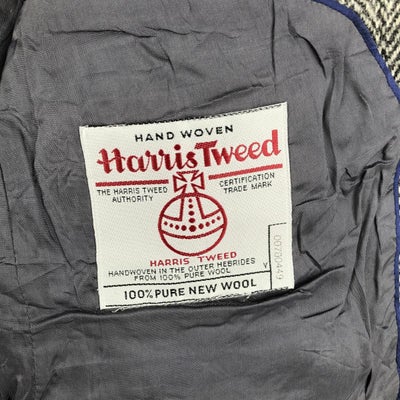 HAND WOVEN
Harris Tweed
THE HARRIS TWEED AUTHORITY
CERTIFICATION TRADE MARK
HARRIS TWEED
HANDWOVEN IN THE OUTER HEBRIDES
FROM 100% PURE WOOL
100% PURE NEW WOOL